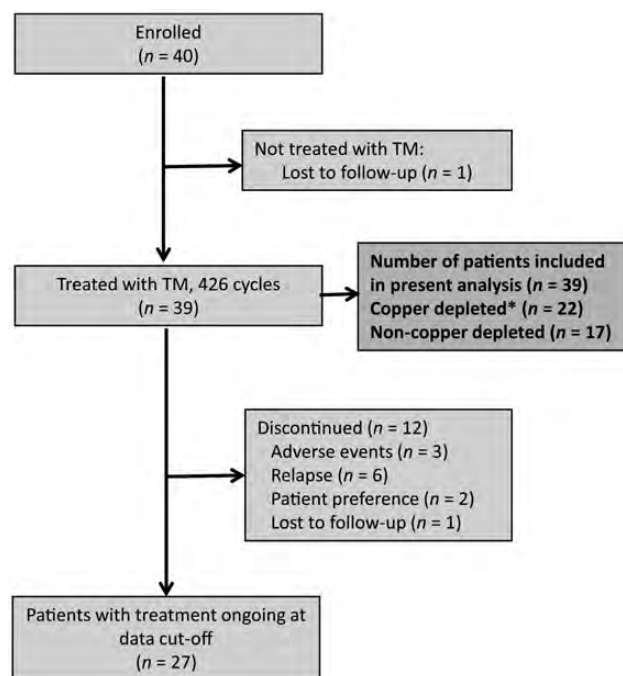 Enrolled
(n = 40)
Not treated with TM:
Lost to follow-up (n = 1)
Treated with TM, 426 cycles
(n = 39)
Number of patients included
in present analysis (n = 39)
Copper depleted* (n = 22)
Non-copper depleted (n = 17)
Discontinued (n = 12)
Adverse events (n = 3)
Relapse (n = 6)
Patient preference (n = 2)
Lost to follow-up (n = 1)
Patients with treatment ongoing at
data cut-off
(n = 27)